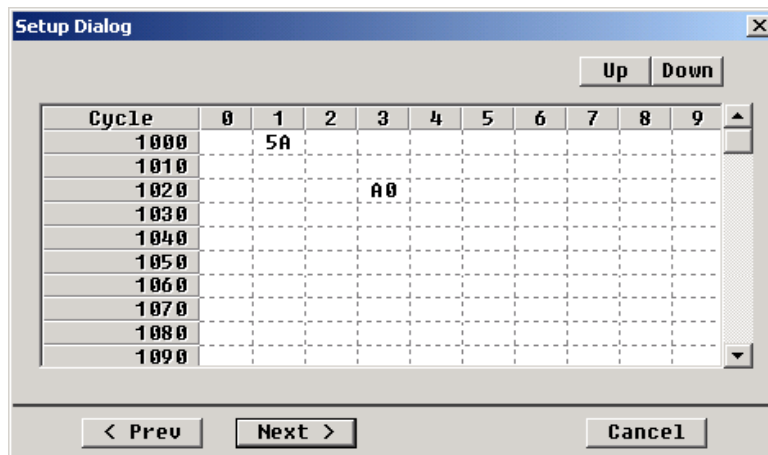 Setup Dialog
Up Down
Cycle 0 1 2 3 4 5 6 7 8 9
1000 5A
1010
1020 A0
1030
1040
1050
1060
1070
1080
1090
< Prev Next > Cancel